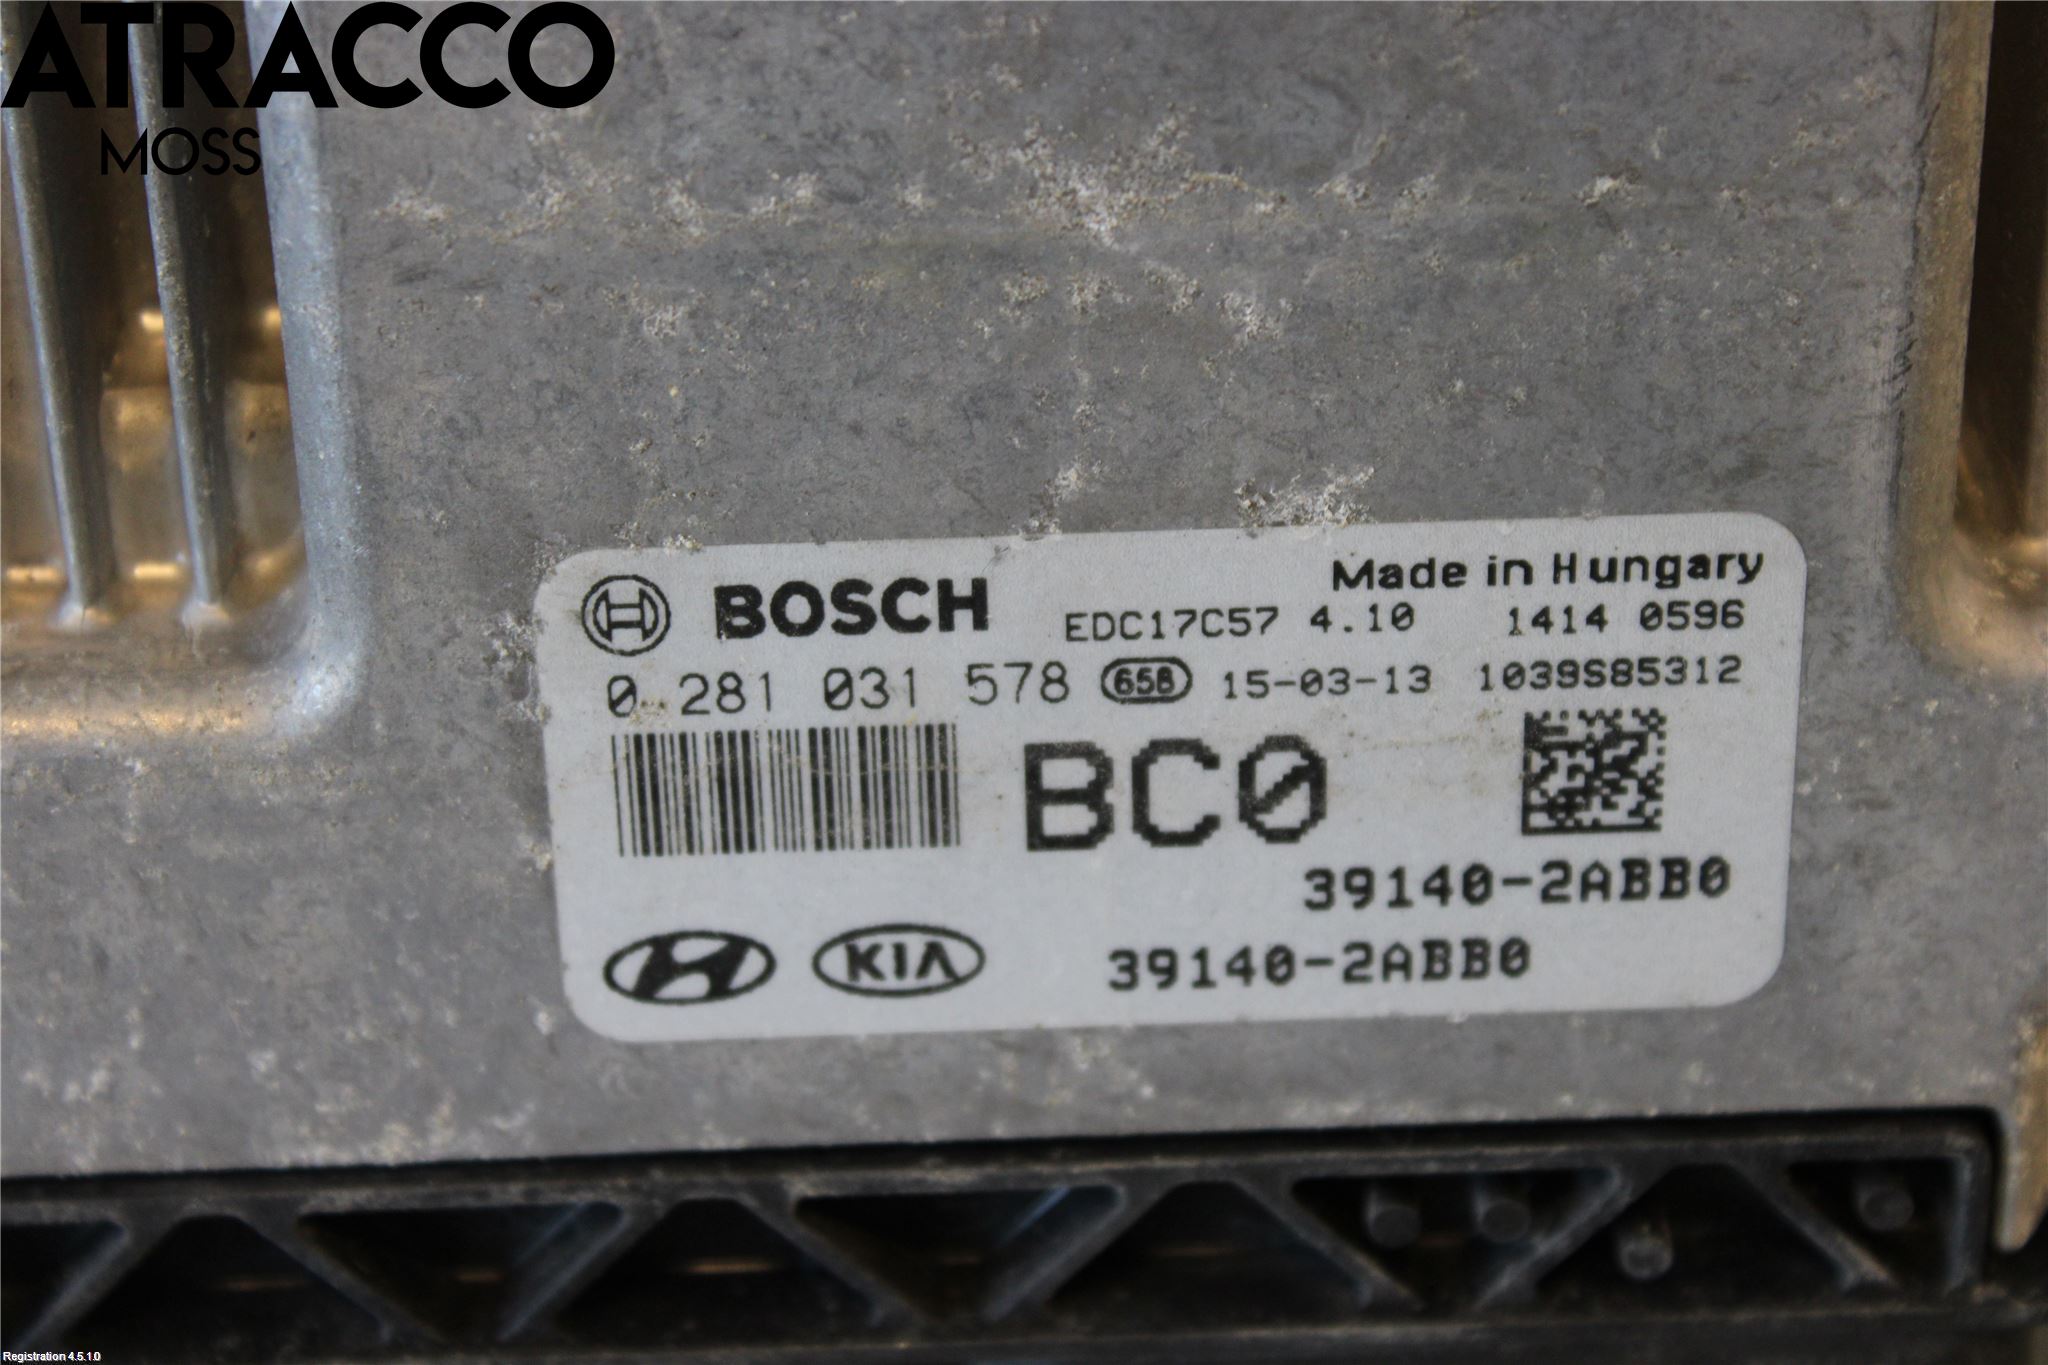 ATRACCO
MOSS
Made in Hungary
BOSCH EDC17C57 4.10 1414 0596
0 281 031 578 658 15-03-13 1039S85312
BC0
39140-2ABB0
KIA 39140-2ABB0
Registration 4.5.1.0